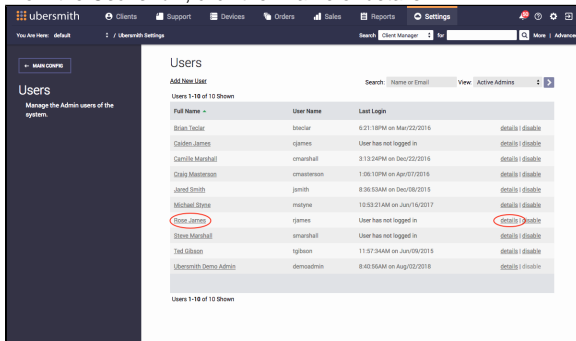 ubersmith Clients Support Devices Orders Sales Reports Settings
You Are Here: default / Ubersmith Settings Search Client Manager for More | Advance
← MAIN CONFIG
Users
Manage the Admin users of the
system.
Users
Add New User Search: Name or Email View: Active Admins
Users 1-10 of 10 Shown
Full Name User Name Last Login
Brian Teclar bteclar 6:21:18PM on Mar/22/2016 details | disable
Caiden James cjames User has not logged in details | disable
Camille Marshall cmarshall 3:13:24PM on Dec/22/2016 details | disable
Craig Masterson cmasterson 1:06:10PM on Apr/07/2016 details | disable
Jared Smith jsmith 8:36:53AM on Dec/08/2015 details | disable
Michael Styne mstyne 10:53:21AM on Jun/16/2017 details | disable
Rose James rjames User has not logged in details | disable
Steve Marshall smarshall User has not logged in details | disable
Ted Gibson tgibson 11:57:34AM on Jun/09/2015 details | disable
Ubersmith Demo Admin demoadmin 8:40:56AM on Aug/02/2018 details | disable
Users 1-10 of 10 Shown